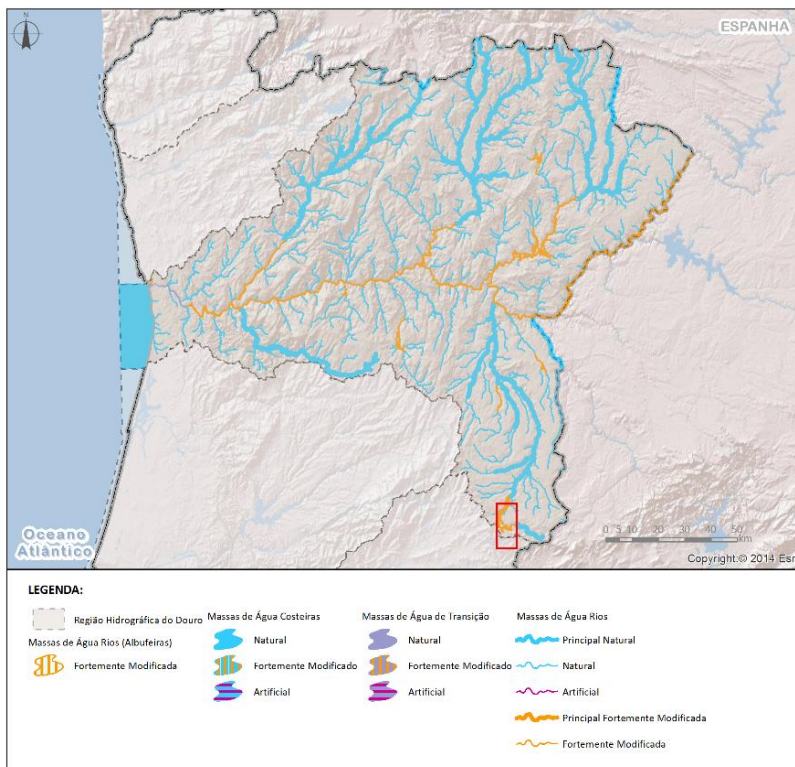 N
ESPANHA
Oceano
Atlântico
0 5 10 20 30 40 50
km
Copyright:© 2014 Esr
LEGENDA:
Região Hidrográfica do Douro
Massas de Água Rios (Albufeiras)
Fortemente Modificada
Massas de Água Costeiras
Natural
Fortemente Modificado
Artificial
Massas de Água de Transição
Natural
Fortemente Modificado
Artificial
Massas de Água Rios
Principal Natural
Natural
Artificial
Principal Fortemente Modificada
Fortemente Modificada